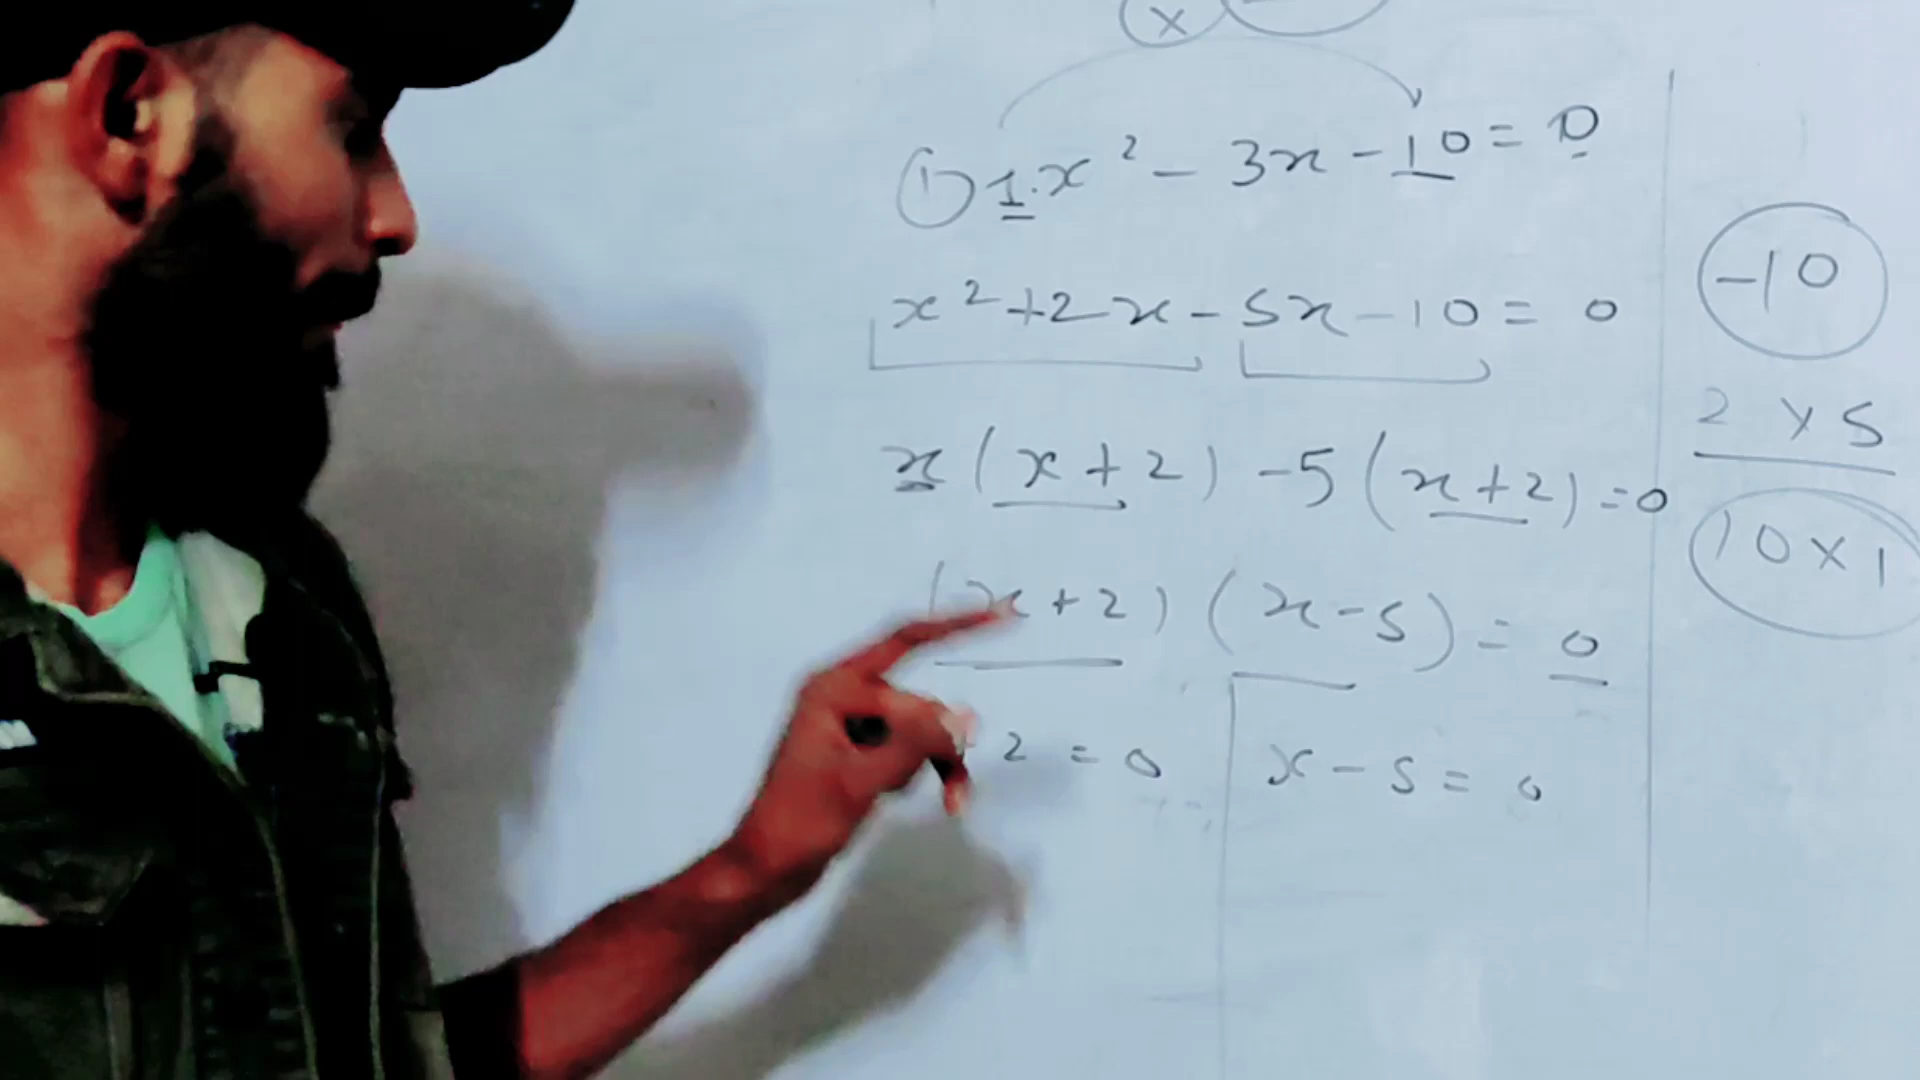 x
① 1.x² - 3x - 10 = 0
x² + 2x - 5x - 10 = 0
x(x+2) - 5(x+2) = 0
(x+2)(x-5) = 0
2 = 0
x - 5 = 0
-10
2 x 5
10 x 1